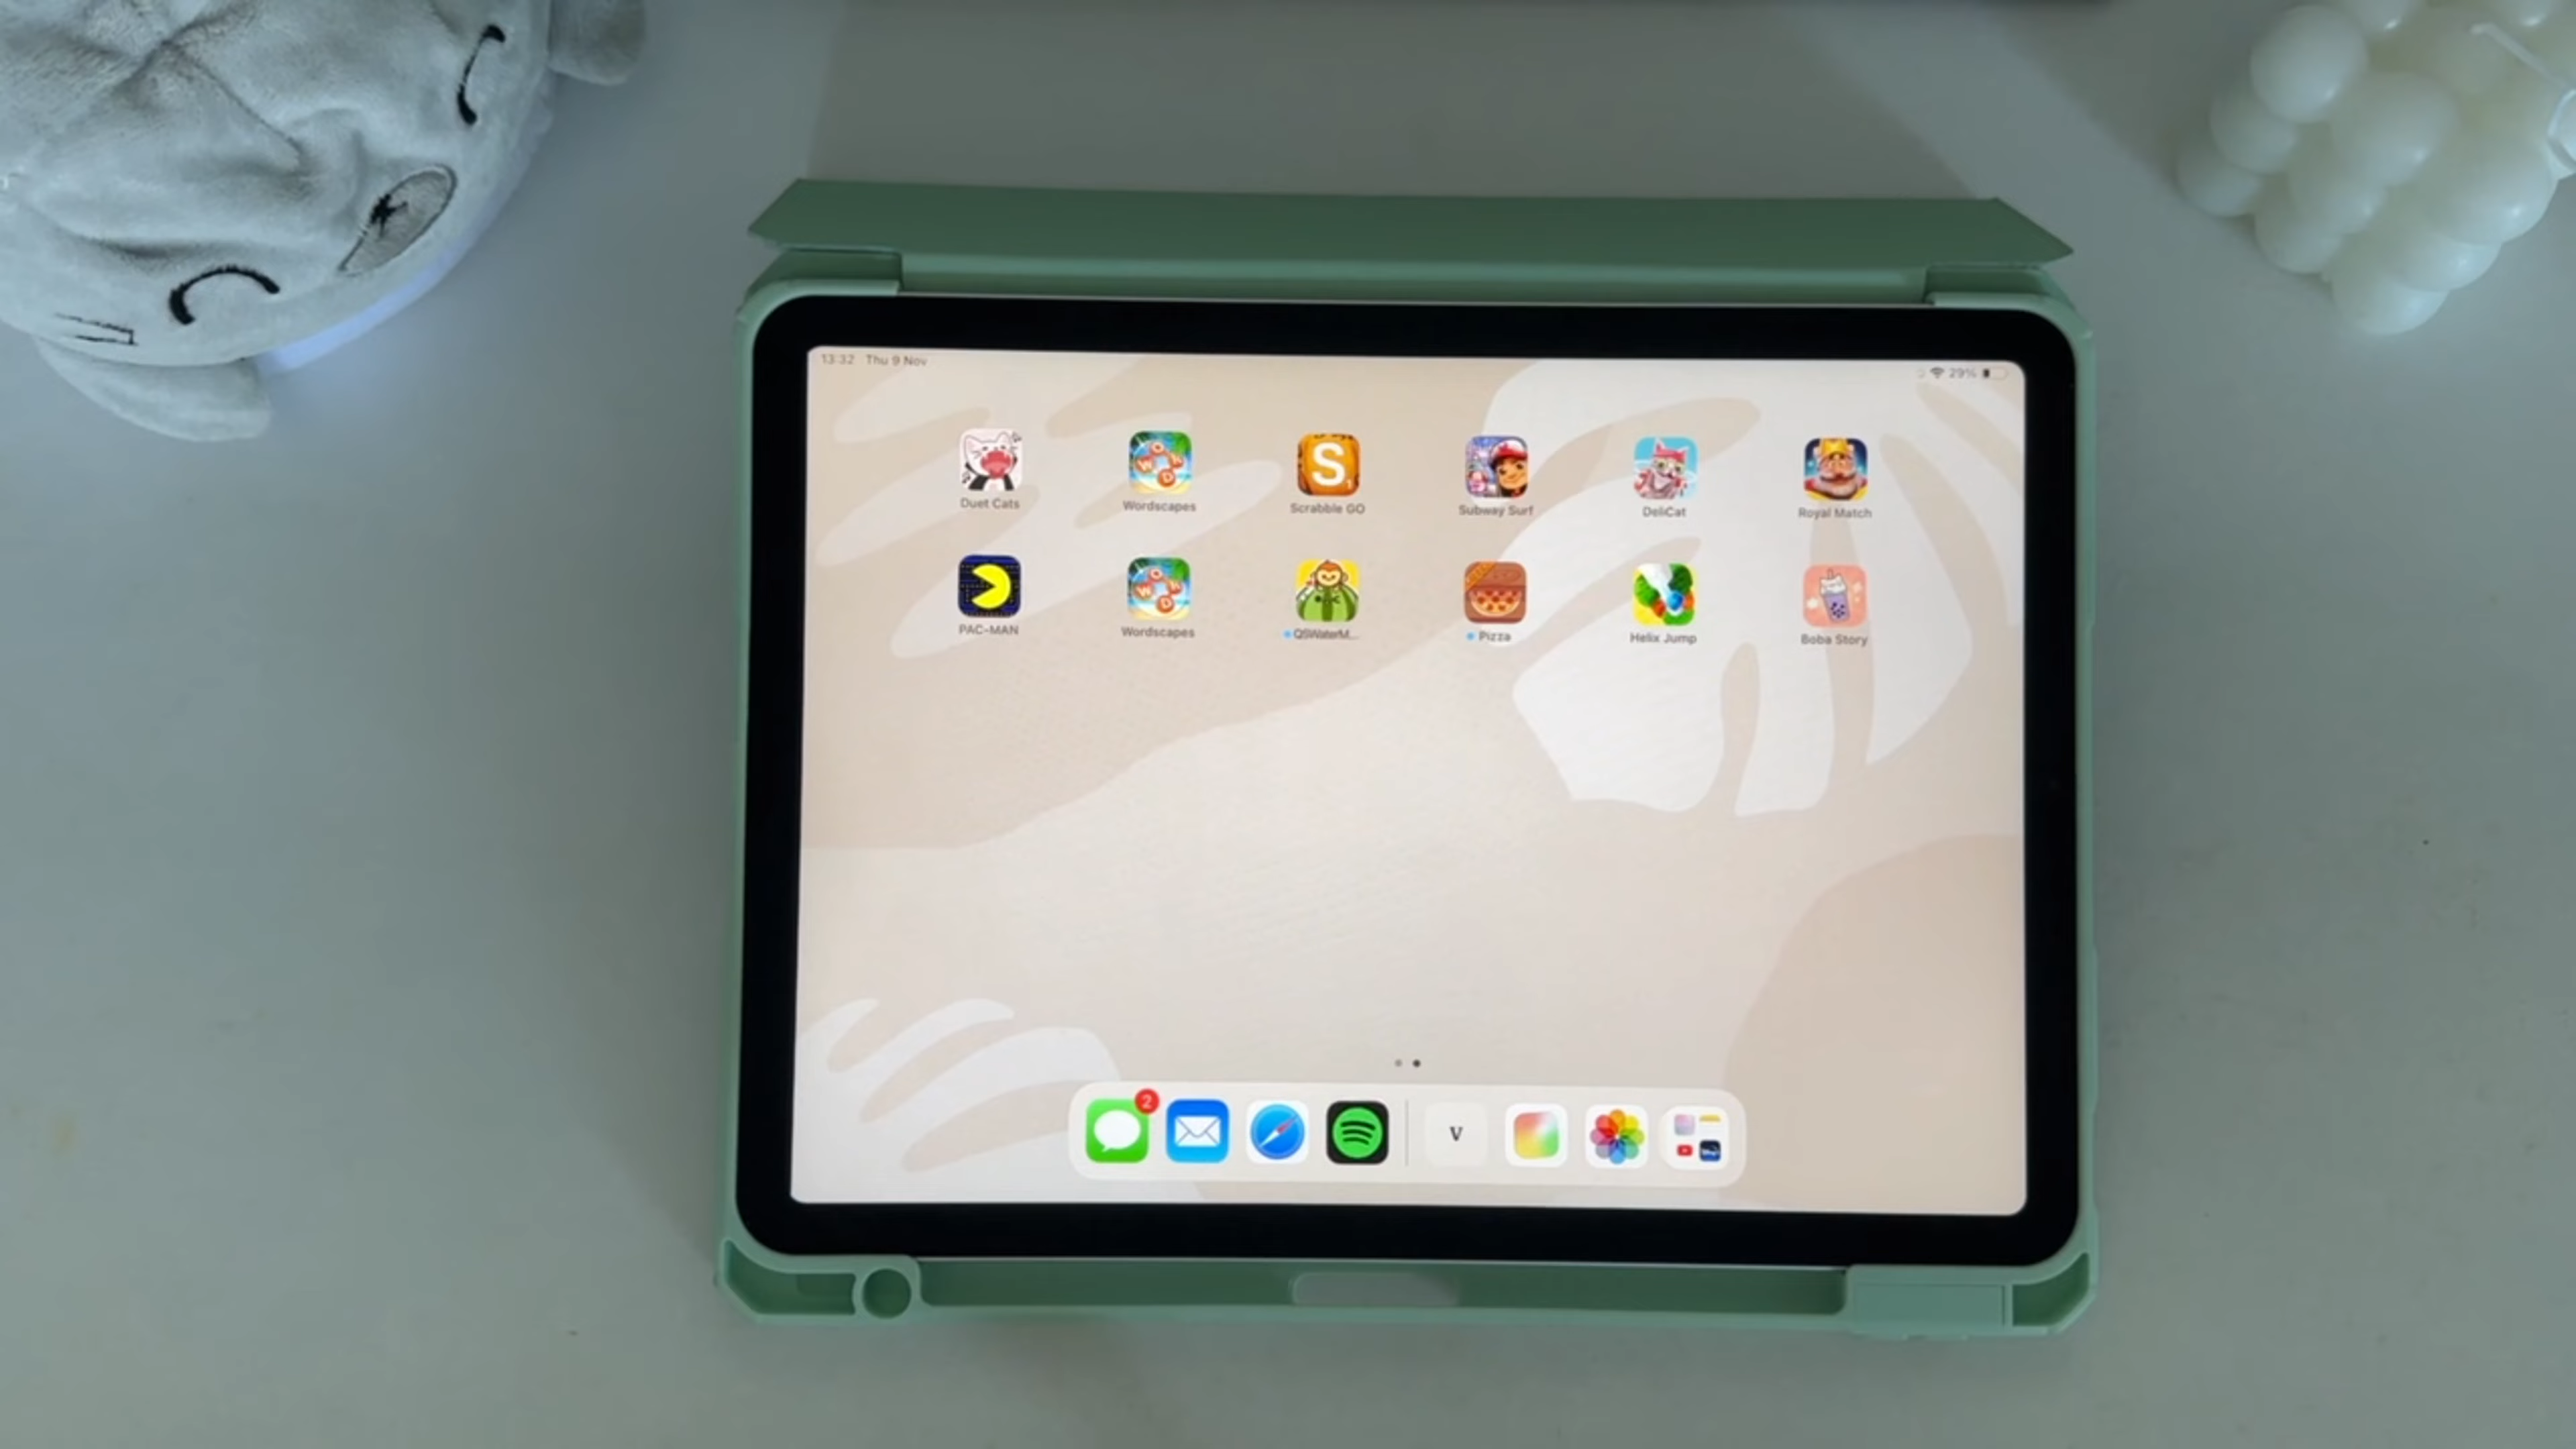 13:32 Thu 9 Nov
29%
Duet Cats
Wordscapes
Scrabble GO
Subway Surf
DeliCat
Royal Match
PAC-MAN
Wordscapes
QSWaterM...
Pizza
Helix Jump
Boba Story
W O R D
S
W O R D
2
V